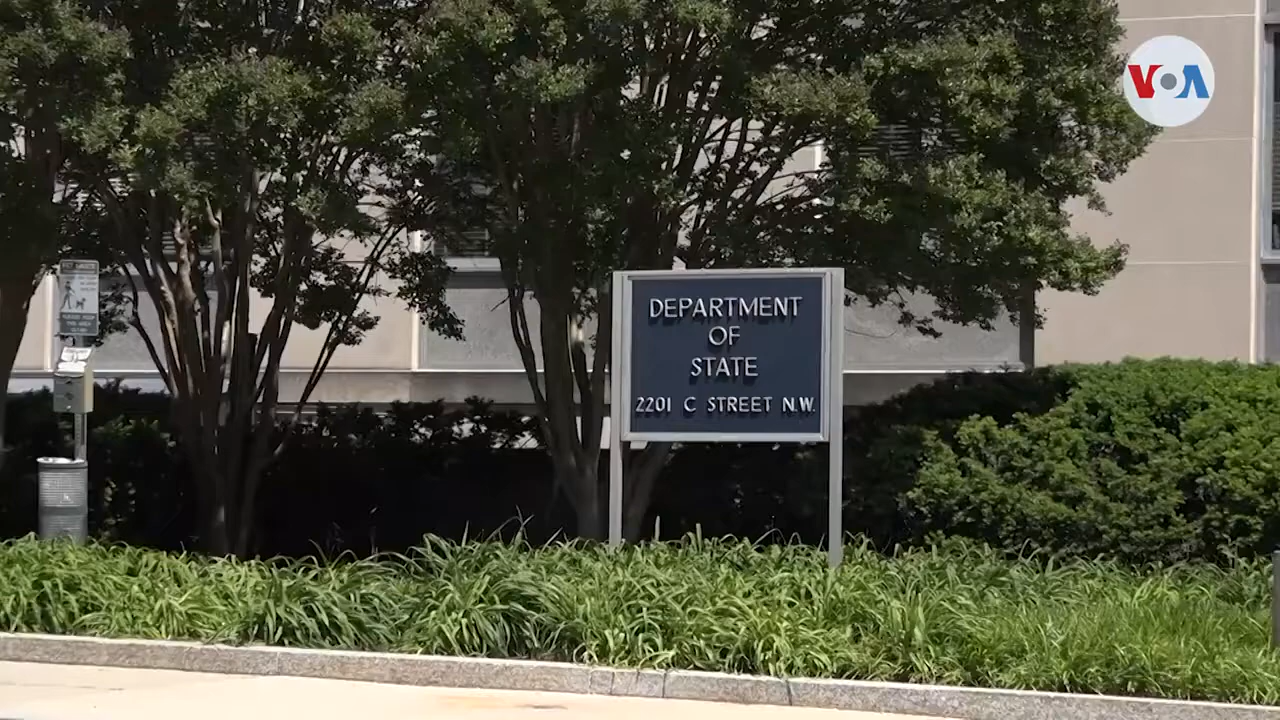 VOA
DEPARTMENT
OF
STATE
2201 C STREET N.W.